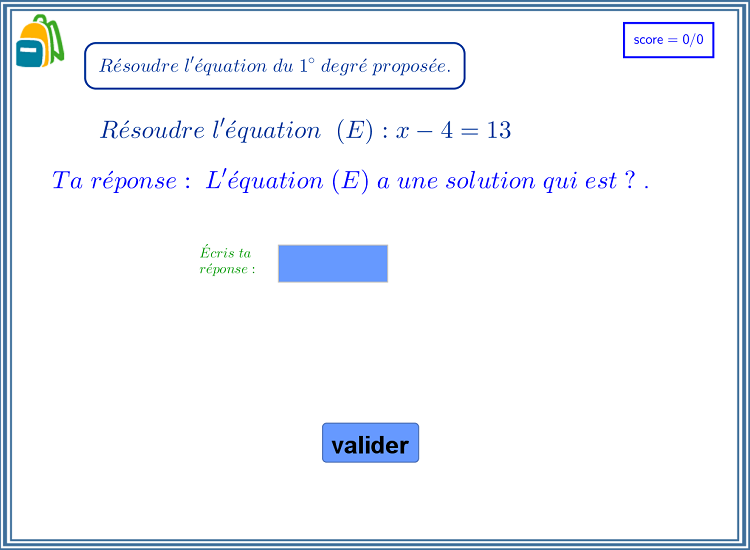 score = 0/0
Résoudre l'équation du 1° degré proposée.
Résoudre l'équation (E) : x − 4 = 13
Ta réponse : L'équation (E) a une solution qui est ? .
Écris ta
réponse :
valider